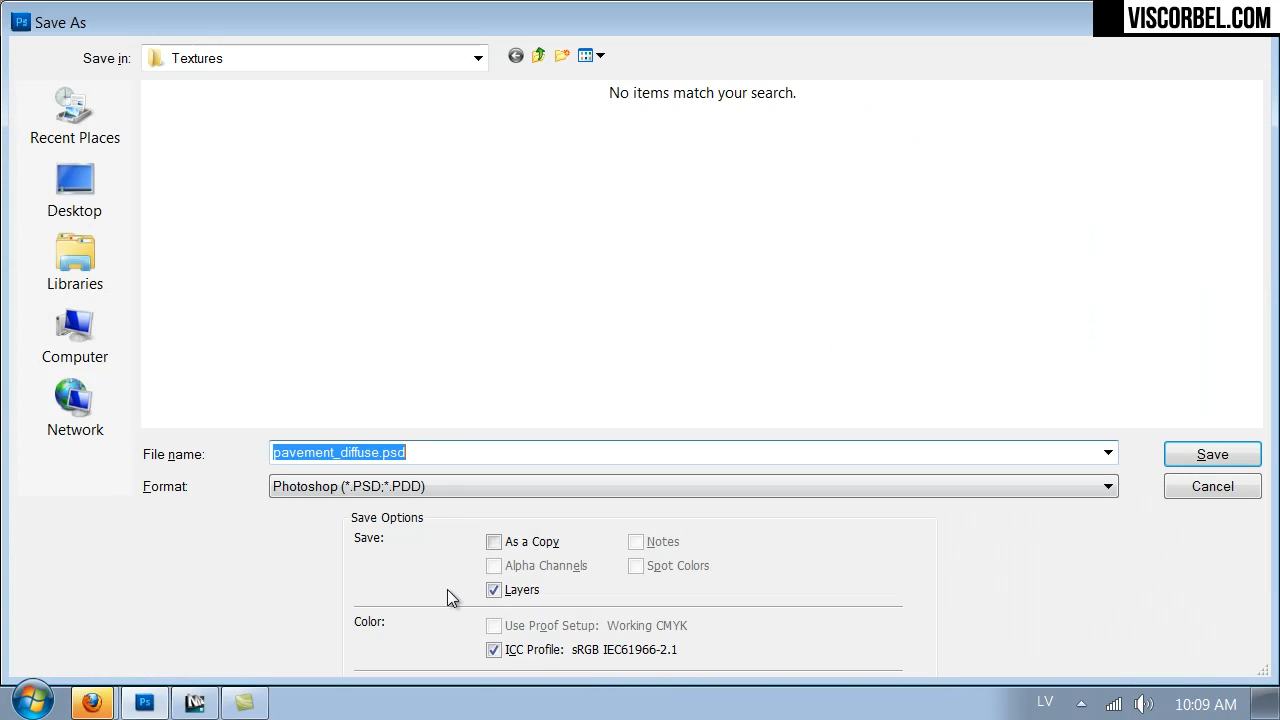 Save As
VISCORBEL.COM
Save in:
Textures
No items match your search.
Recent Places
Desktop
Libraries
Computer
Network
File name:
pavement_diffuse.psd
Save
Format:
Photoshop (*.PSD;*.PDD)
Cancel
Save Options
Save:
As a Copy
Notes
Alpha Channels
Spot Colors
Layers
Color:
Use Proof Setup: Working CMYK
ICC Profile: sRGB IEC61966-2.1
Ps
LV
10:09 AM